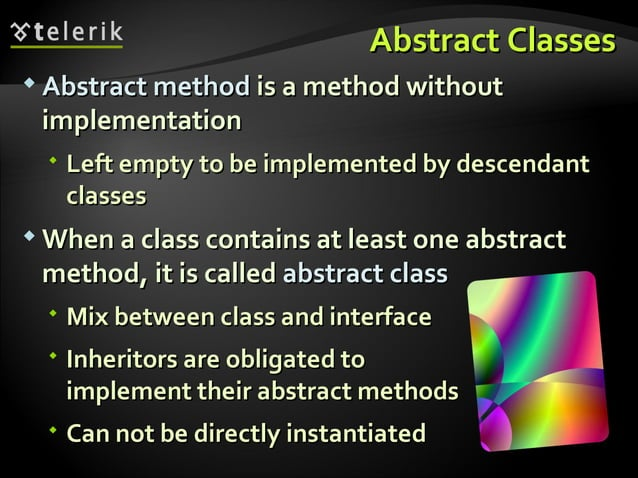 telerik
Abstract Classes
Abstract method is a method without
implementation
Left empty to be implemented by descendant
classes
When a class contains at least one abstract
method, it is called abstract class
Mix between class and interface
Inheritors are obligated to
implement their abstract methods
Can not be directly instantiated